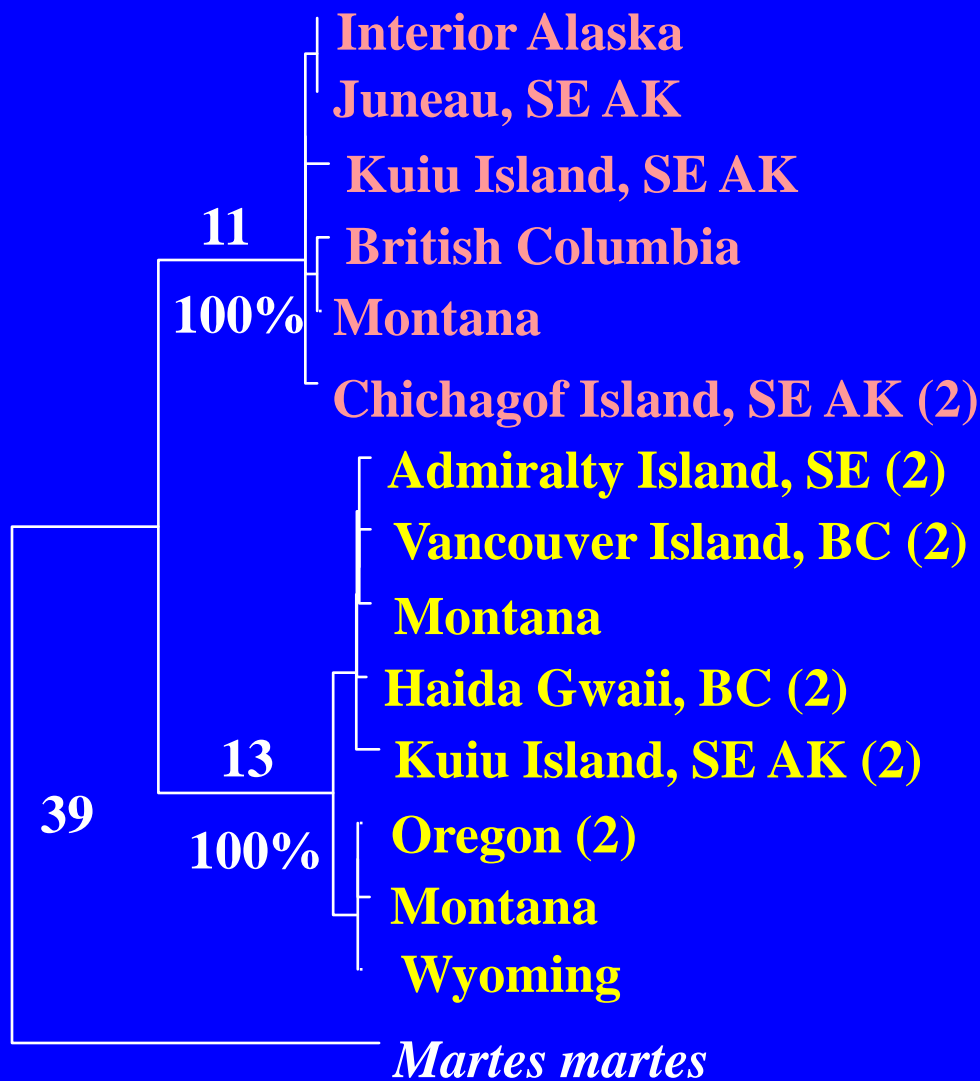 Interior Alaska
Juneau, SE AK
Kuiu Island, SE AK
11
British Columbia
100%
Montana
Chichagof Island, SE AK (2)
Admiralty Island, SE (2)
Vancouver Island, BC (2)
Montana
Haida Gwaii, BC (2)
13
Kuiu Island, SE AK (2)
39
Oregon (2)
100%
Montana
Wyoming
Martes martes